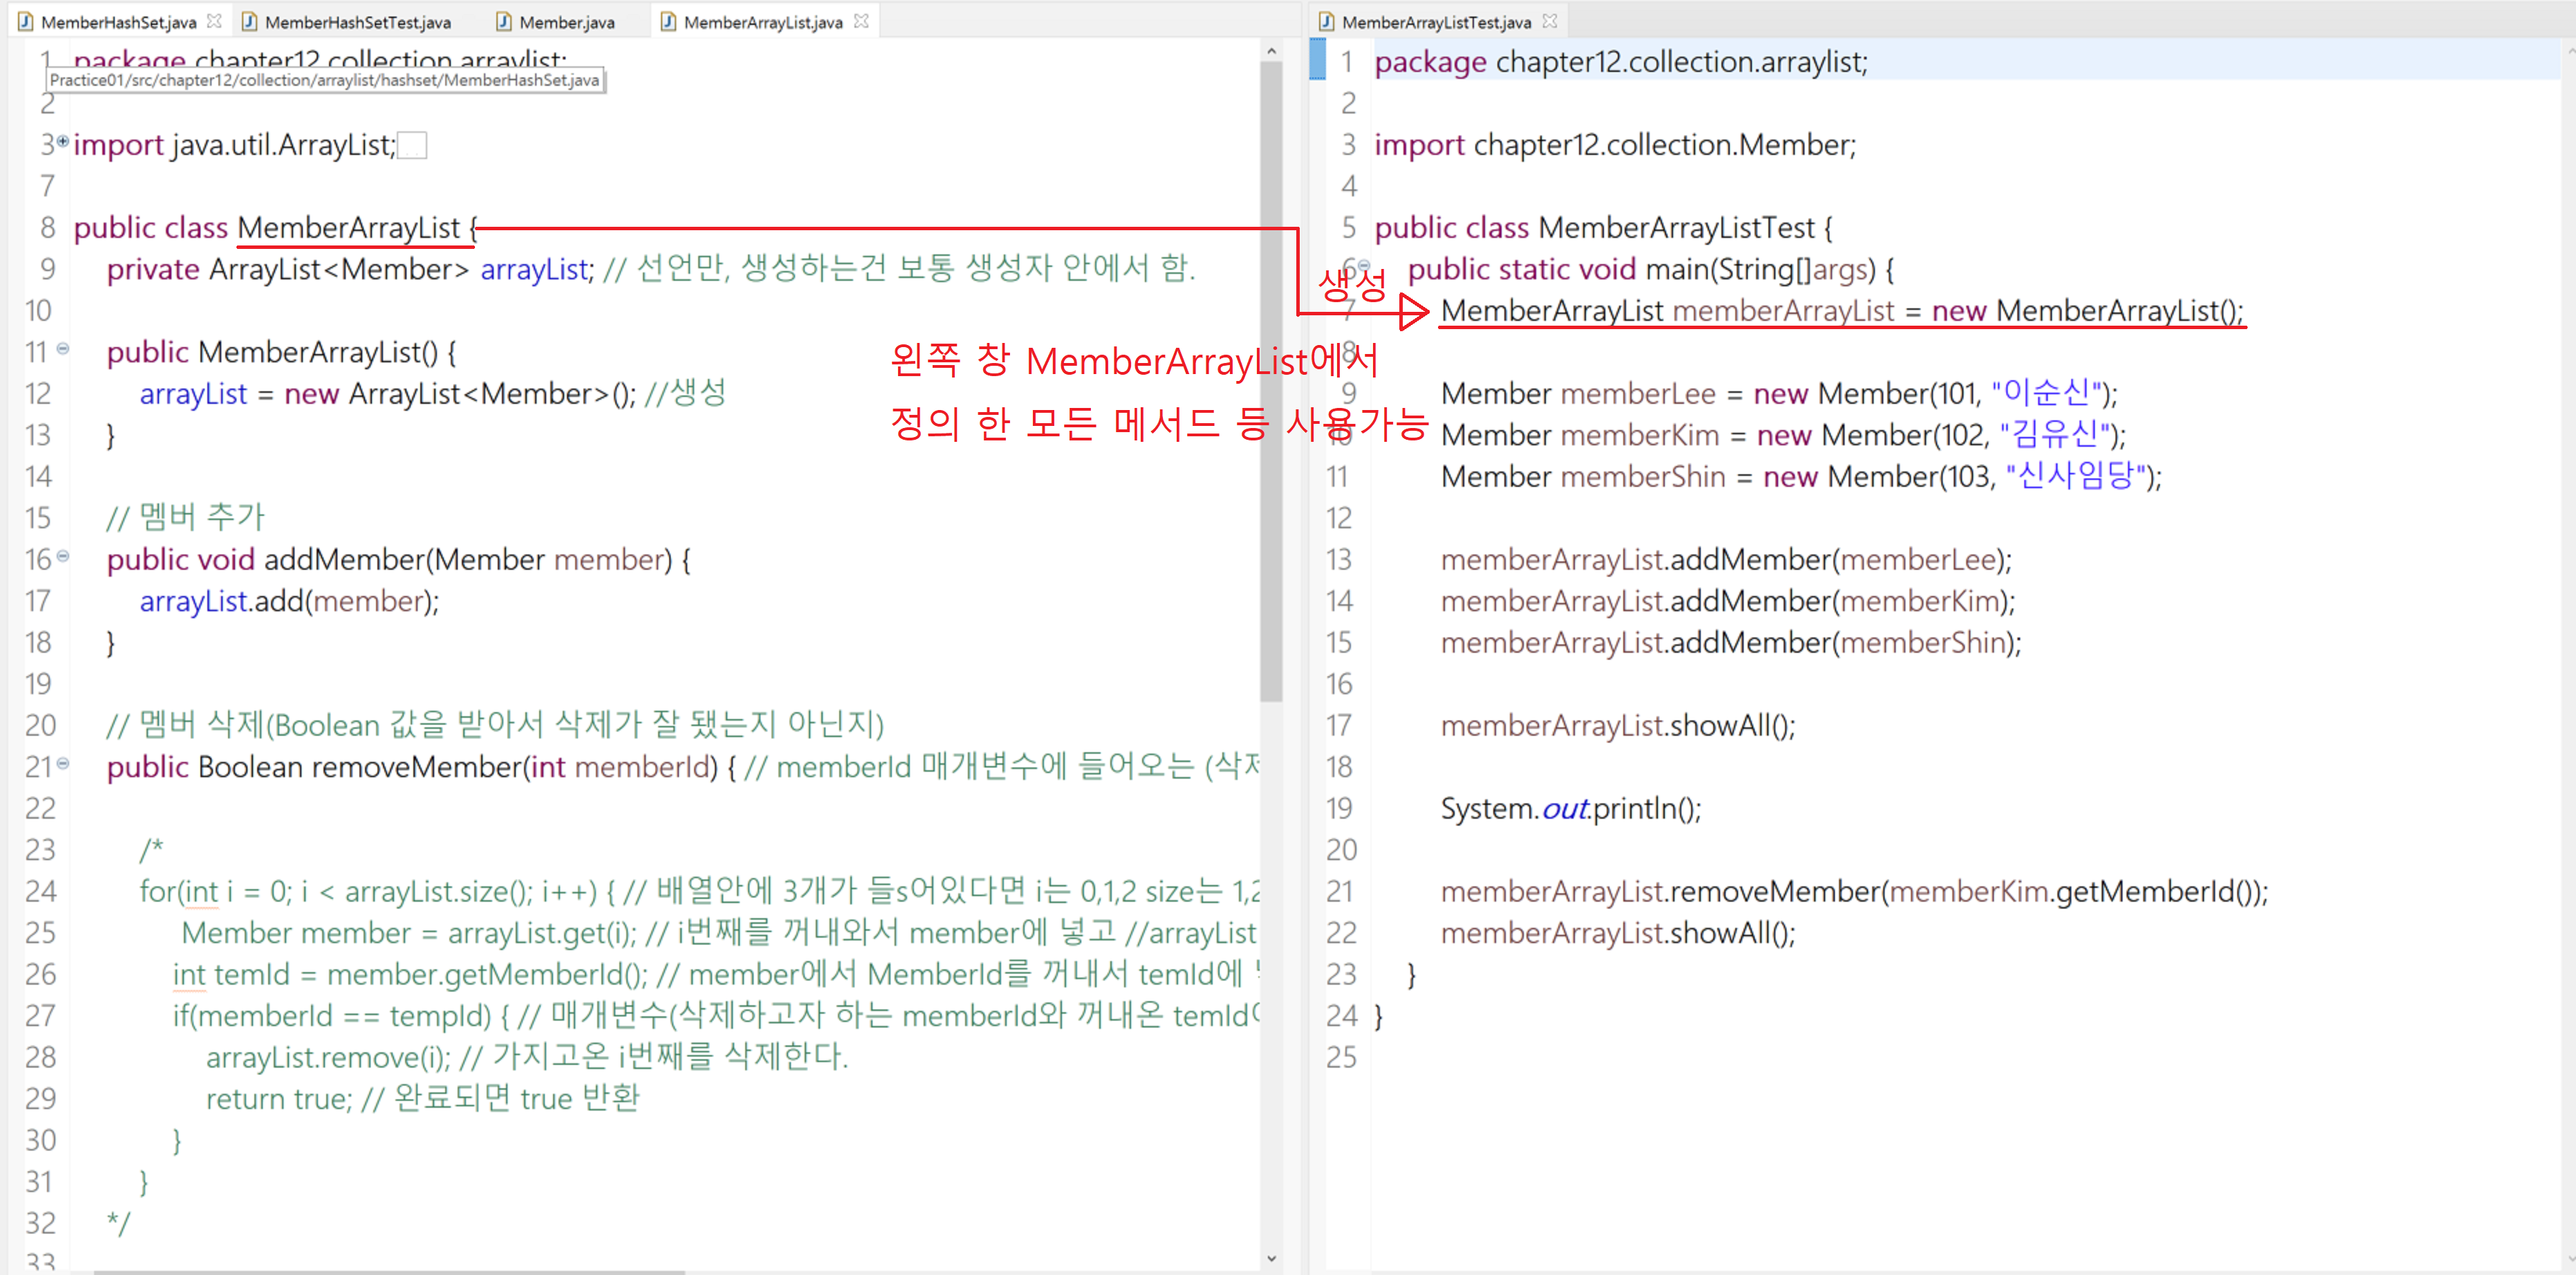 MemberHashSet.java
MemberHashSetTest.java
Member.java
MemberArrayList.java
1 package chapter12.collection.arraylist;
Practice01/src/chapter12/collection/arraylist/hashset/MemberHashSet.java
2
3 import java.util.ArrayList;
7
8 public class MemberArrayList {
9 private ArrayList<Member> arrayList; // 선언만, 생성하는건 보통 생성자 안에서 함.
10
11 public MemberArrayList() {
12 arrayList = new ArrayList<Member>(); //생성
13 }
14
15 // 멤버 추가
16 public void addMember(Member member) {
17 arrayList.add(member);
18 }
19
20 // 멤버 삭제(Boolean 값을 받아서 삭제가 잘 됐는지 아닌지)
21 public Boolean removeMember(int memberId) { // memberId 매개변수에 들어오는 (삭제
22
23 /*
24 for(int i = 0; i < arrayList.size(); i++) { // 배열안에 3개가 들s어있다면 i는 0,1,2 size는 1,2
25 Member member = arrayList.get(i); // i번째를 꺼내와서 member에 넣고 //arrayList
26 int temId = member.getMemberId(); // member에서 MemberId를 꺼내서 temId에
27 if(memberId == tempId) { // 매개변수(삭제하고자 하는 memberId와 꺼내온 temId
28 arrayList.remove(i); // 가지고온 i번째를 삭제한다.
29 return true; // 완료되면 true 반환
30 }
31 }
32 */
33
생성
왼쪽 창 MemberArrayList에서
정의 한 모든 메서드 등 사용가능
MemberArrayListTest.java
1 package chapter12.collection.arraylist;
2
3 import chapter12.collection.Member;
4
5 public class MemberArrayListTest {
6 public static void main(String[]args) {
7 MemberArrayList memberArrayList = new MemberArrayList();
8
9 Member memberLee = new Member(101, "이순신");
10 Member memberKim = new Member(102, "김유신");
11 Member memberShin = new Member(103, "신사임당");
12
13 memberArrayList.addMember(memberLee);
14 memberArrayList.addMember(memberKim);
15 memberArrayList.addMember(memberShin);
16
17 memberArrayList.showAll();
18
19 System.out.println();
20
21 memberArrayList.removeMember(memberKim.getMemberId());
22 memberArrayList.showAll();
23 }
24 }
25